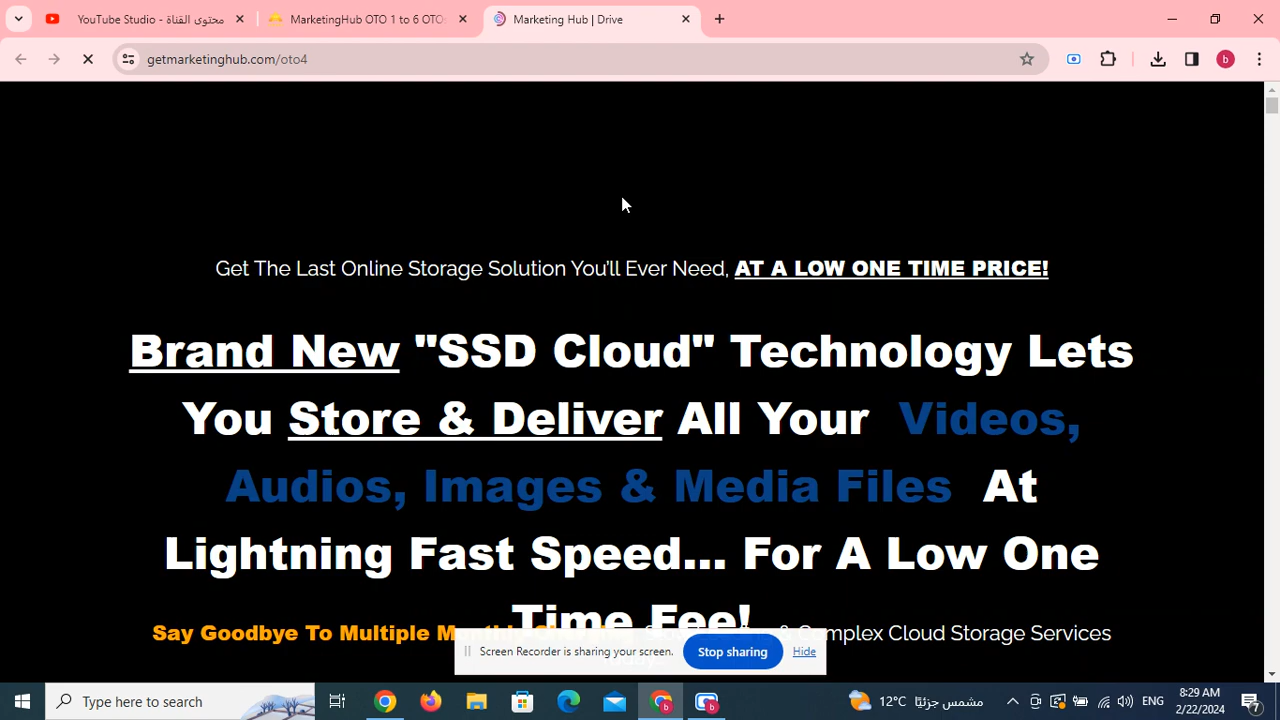 YouTube Studio - محتوى القناة
MarketingHub OTO 1 to 6 OTO
Marketing Hub | Drive
getmarketinghub.com/oto4
b
Get The Last Online Storage Solution You'll Ever Need, AT A LOW ONE TIME PRICE!
Brand New "SSD Cloud" Technology Lets
You Store & Deliver All Your Videos,
Audios, Images & Media Files At
Lightning Fast Speed... For A Low One
Time Fee!
Say Goodbye To Multiple & Complex Cloud Storage Services
Screen Recorder is sharing your screen.
Stop sharing
Hide
Type here to search
12°C مشمس جزئيًا
ENG
8:29 AM
2/22/2024
7